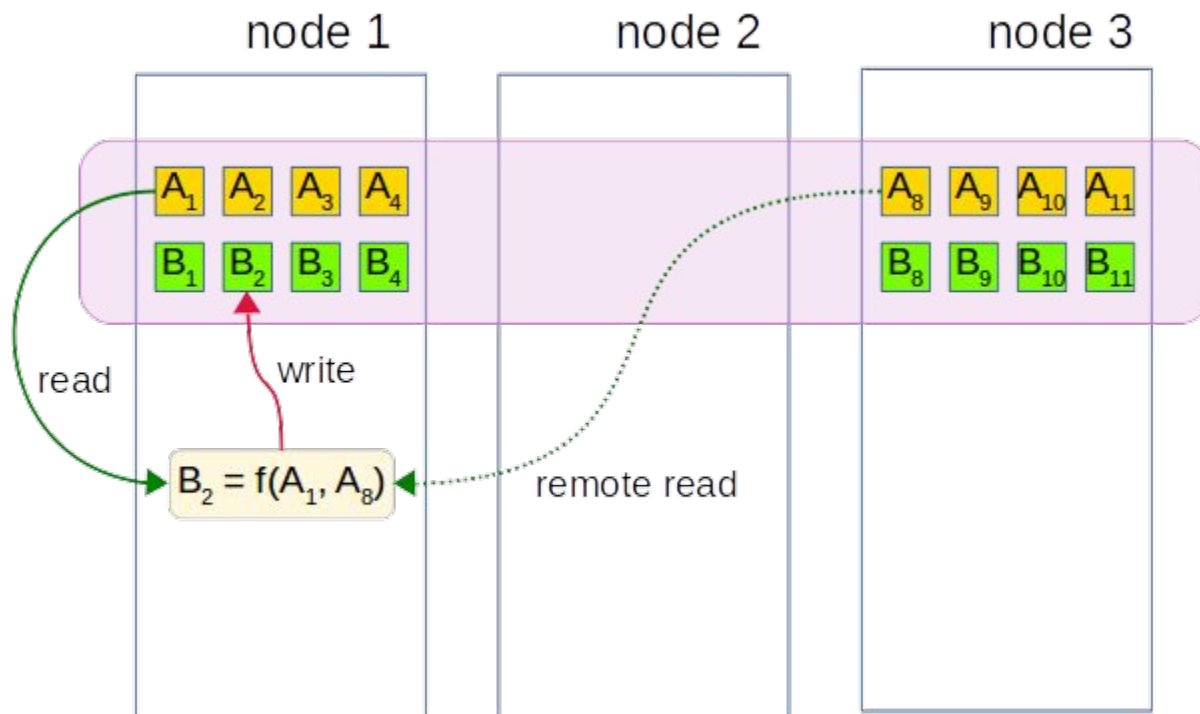 node 1 node 2 node 3
A₁ A₂ A₃ A₄ A₈ A₉ A₁₀ A₁₁
B₁ B₂ B₃ B₄ B₈ B₉ B₁₀ B₁₁
read write
B₂ = f(A₁, A₈) remote read